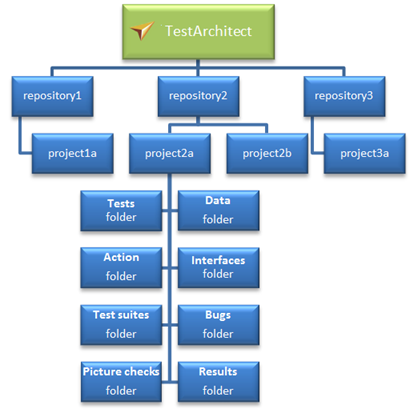 TestArchitect
repository1
repository2
repository3
project1a
project2a
project2b
project3a
Tests
folder
Data
folder
Action
folder
Interfaces
folder
Test suites
folder
Bugs
folder
Picture checks
folder
Results
folder